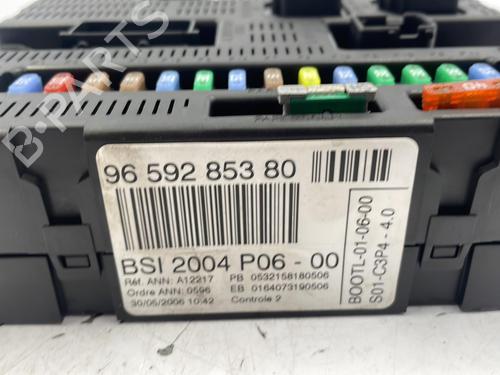 B-PARTS
96 592 853 80
BSI 2004 P06 - 00
Réf. ANN: A12217 PB 0532158180506
Ordre ANN: 0596 EB 0164073190506
30/05/2006 10:42 Controle 2
BOOTL-01-06-00
S01-C3P4 - 4.0